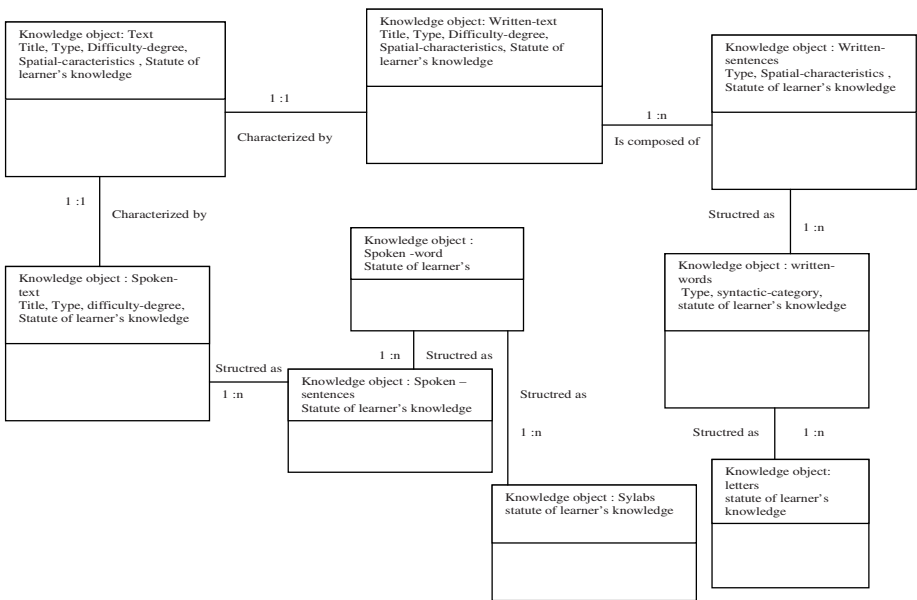 Knowledge object: Text
Title, Type, Difficulty-degree,
Spatial-caracteristics , Statute of
learner's knowledge
1 :1
Characterized by
Knowledge object: Written-text
Title, Type, Difficulty-degree,
Spatial-characteristics, Statute of
learner's knowledge
1 :n
Is composed of
Knowledge object : Written-
sentences
Type, Spatial-characteristics ,
Statute of learner's knowledge
1 :1
Characterized by
Structred as
1 :n
Knowledge object :
Spoken -word
Statute of learner's
Knowledge object : written-
words
Type, syntactic-category,
statute of learner's knowledge
Knowledge object : Spoken-
text
Title, Type, difficulty-degree,
Statute of learner's knowledge
Structred as
1 :n
1 :n
Structred as
Knowledge object : Spoken –
sentences
Statute of learner's knowledge
Structred as
1 :n
Structred as
1 :n
Knowledge object : Sylabs
statute of learner's knowledge
Knowledge object:
letters
statute of learner's
knowledge